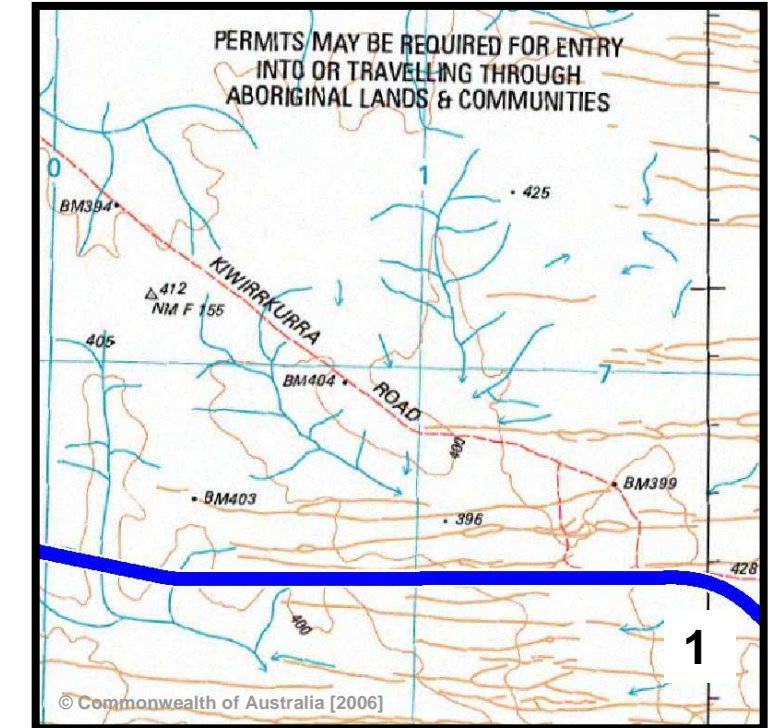 PERMITS MAY BE REQUIRED FOR ENTRY
INTO OR TRAVELLING THROUGH
ABORIGINAL LANDS & COMMUNITIES
0
1
425
BM394
KIWIRRKURRA
412
NM F 155
405
7
BM404
ROAD
400
BM399
BM403
396
428
400
1
© Commonwealth of Australia [2006]